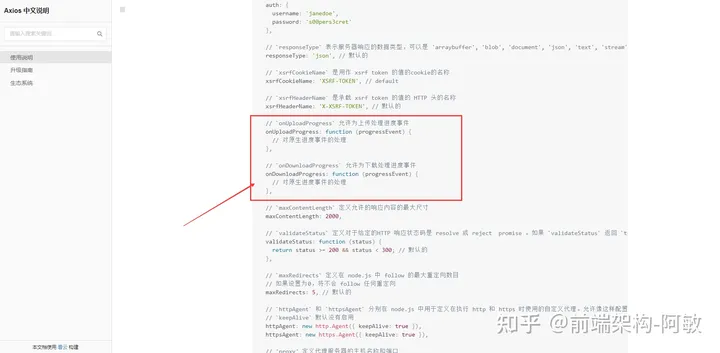 Axios 中文说明
请输入搜索关键词...
使用说明
升级指南
生态系统
本文档使用 看云 构建
auth: {
username: 'janedoe',
password: 's00pers3cret'
},
// `responseType` 表示服务器响应的数据类型, 可以是 'arraybuffer', 'blob', 'document', 'json', 'text', 'stream'
responseType: 'json', // 默认的
// `xsrfCookieName` 是用作 xsrf token 的值的cookie的名称
xsrfCookieName: 'XSRF-TOKEN', // default
// `xsrfHeaderName` 是承载 xsrf token 的值的 HTTP 头的名称
xsrfHeaderName: 'X-XSRF-TOKEN', // 默认的
// `onUploadProgress` 允许为上传处理进度事件
onUploadProgress: function (progressEvent) {
// 对原生进度事件的处理
},
// `onDownloadProgress` 允许为下载处理进度事件
onDownloadProgress: function (progressEvent) {
// 对原生进度事件的处理
},
// `maxContentLength` 定义允许的响应内容的最大尺寸
maxContentLength: 2000,
// `validateStatus` 定义对于给定的HTTP 响应状态码是 resolve 或 reject promise 。如果 `validateStatus` 返回
validateStatus: function (status) {
return status >= 200 && status < 300; // 默认的
},
// `maxRedirects` 定义在 node.js 中 follow 的最大重定向数目
// 如果设置为0，将不会 follow 任何重定向
maxRedirects: 5, // 默认的
// `httpAgent` 和 `httpsAgent` 分别在 node.js 中用于定义在执行 http 和 https 时使用的自定义代理。允许像这样配置
// `keepAlive` 默认没有启用
httpAgent: new http.Agent({ keepAlive: true }),
httpsAgent: new https.Agent({ keepAlive: true }),
// 'proxy' 定义代理服务器的主机名称和端口
知乎 @前端架构-阿敏